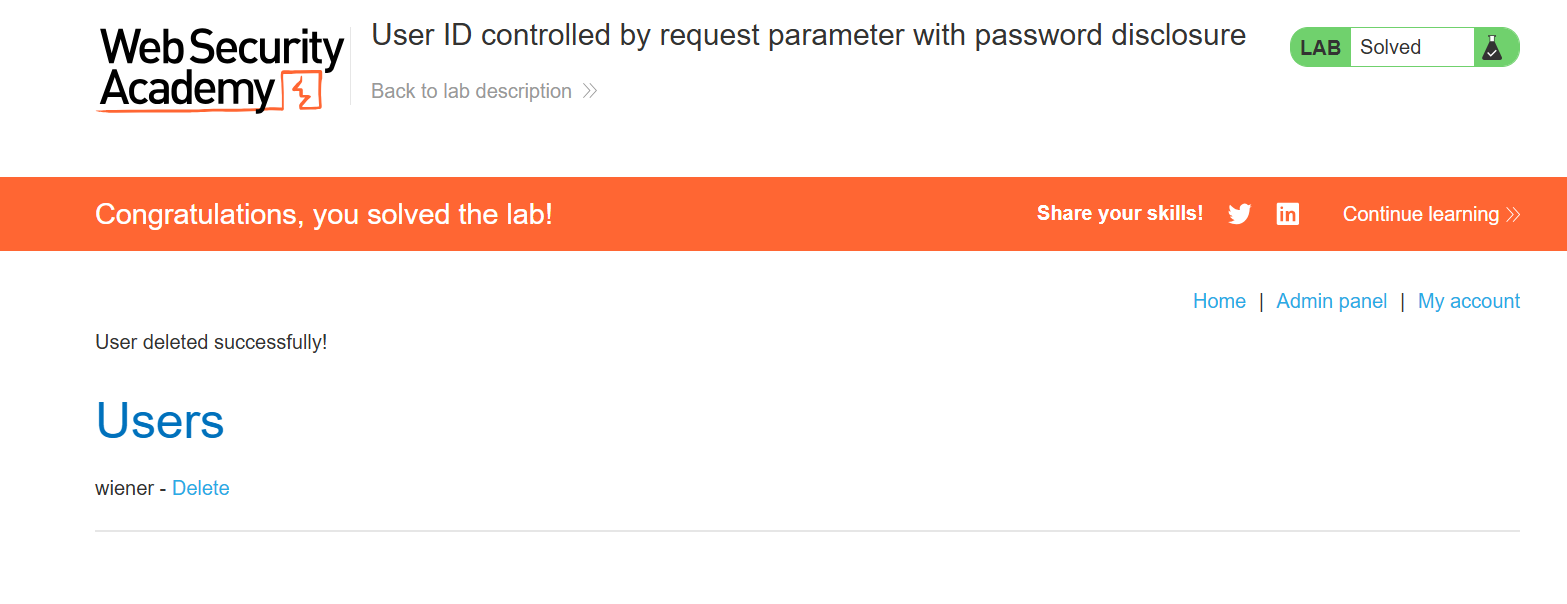 Web Security
Academy
User ID controlled by request parameter with password disclosure
Back to lab description
LAB Solved
Congratulations, you solved the lab!
Share your skills! in Continue learning
Home | Admin panel | My account
User deleted successfully!
Users
wiener - Delete